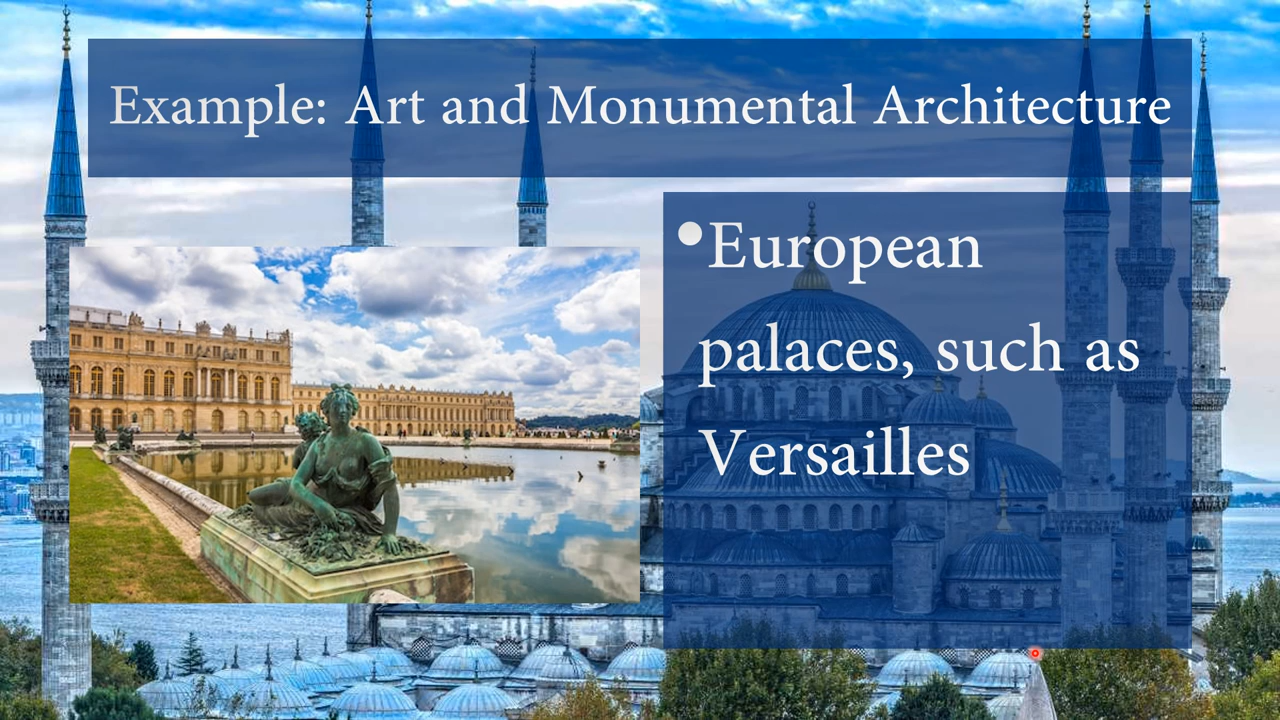 Example: Art and Monumental Architecture
•European
palaces, such as
Versailles